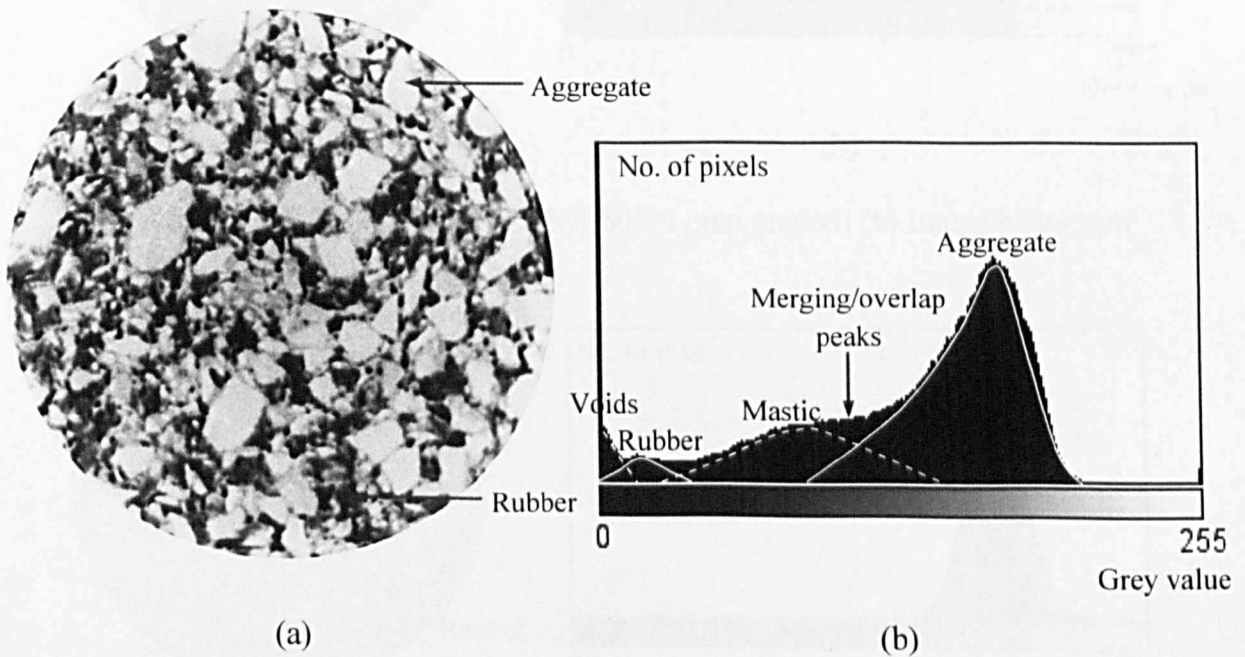 Aggregate
Rubber
(a)
No. of pixels
Aggregate
Merging/overlap
peaks
Voids
Mastic
Rubber
0
255
Grey value
(b)